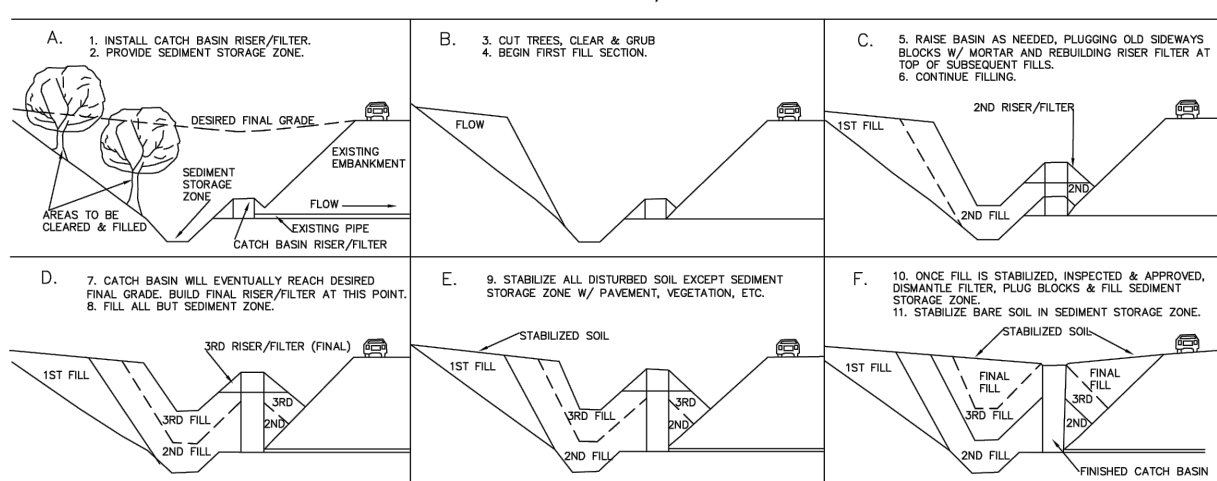 A.
1. INSTALL CATCH BASIN RISER/FILTER.
2. PROVIDE SEDIMENT STORAGE ZONE.
DESIRED FINAL GRADE
EXISTING
EMBANKMENT
SEDIMENT
STORAGE
ZONE
FLOW
AREAS TO BE
CLEARED & FILLED
EXISTING PIPE
CATCH BASIN RISER/FILTER
B.
3. CUT TREES, CLEAR & GRUB
4. BEGIN FIRST FILL SECTION.
FLOW
C.
5. RAISE BASIN AS NEEDED, PLUGGING OLD SIDEWAYS
BLOCKS W/ MORTAR AND REBUILDING RISER FILTER AT
TOP OF SUBSEQUENT FILLS.
6. CONTINUE FILLING.
2ND RISER/FILTER
1ST FILL
2ND
2ND FILL
D.
7. CATCH BASIN WILL EVENTUALLY REACH DESIRED
FINAL GRADE. BUILD FINAL RISER/FILTER AT THIS POINT.
8. FILL ALL BUT SEDIMENT ZONE.
3RD RISER/FILTER (FINAL)
1ST FILL
3RD
3RD FILL
2ND
2ND FILL
E.
9. STABILIZE ALL DISTURBED SOIL EXCEPT SEDIMENT
STORAGE ZONE W/ PAVEMENT, VEGETATION, ETC.
STABILIZED SOIL
1ST FILL
3RD
3RD FILL
2ND
2ND FILL
F.
10. ONCE FILL IS STABILIZED, INSPECTED & APPROVED,
DISMANTLE FILTER, PLUG BLOCKS & FILL SEDIMENT
STORAGE ZONE.
11. STABILIZE BARE SOIL IN SEDIMENT STORAGE ZONE.
STABILIZED SOIL
1ST FILL
FINAL
FILL
FINAL
FILL
3RD
3RD FILL
2ND
2ND FILL
FINISHED CATCH BASIN